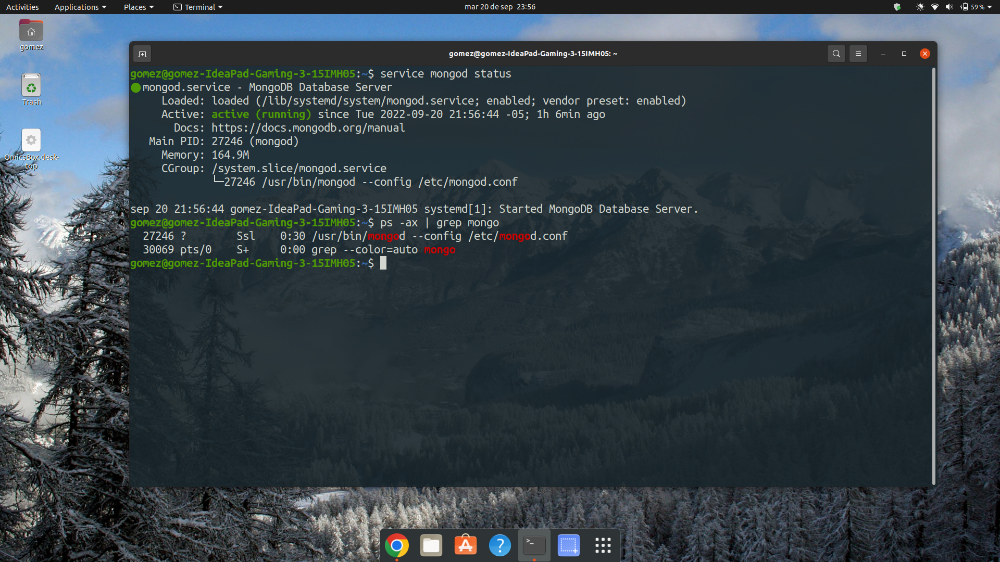 Activities Applications Places Terminal mar 20 de sep 23:56 59 %
gomez
Trash
OmicsBox.desk-
top
gomez@gomez-IdeaPad-Gaming-3-15IMH05: ~
gomez@gomez-IdeaPad-Gaming-3-15IMH05:~$ service mongod status
● mongod.service - MongoDB Database Server
     Loaded: loaded (/lib/systemd/system/mongod.service; enabled; vendor preset: enabled)
     Active: active (running) since Tue 2022-09-20 21:56:44 -05; 1h 6min ago
       Docs: https://docs.mongodb.org/manual
   Main PID: 27246 (mongod)
     Memory: 164.9M
     CGroup: /system.slice/mongod.service
             └─27246 /usr/bin/mongod --config /etc/mongod.conf
sep 20 21:56:44 gomez-IdeaPad-Gaming-3-15IMH05 systemd[1]: Started MongoDB Database Server.
gomez@gomez-IdeaPad-Gaming-3-15IMH05:~$ ps -ax | grep mongo
  27246 ?        Ssl    0:30 /usr/bin/mongod --config /etc/mongod.conf
  30069 pts/0    S+     0:00 grep --color=auto mongo
gomez@gomez-IdeaPad-Gaming-3-15IMH05:~$